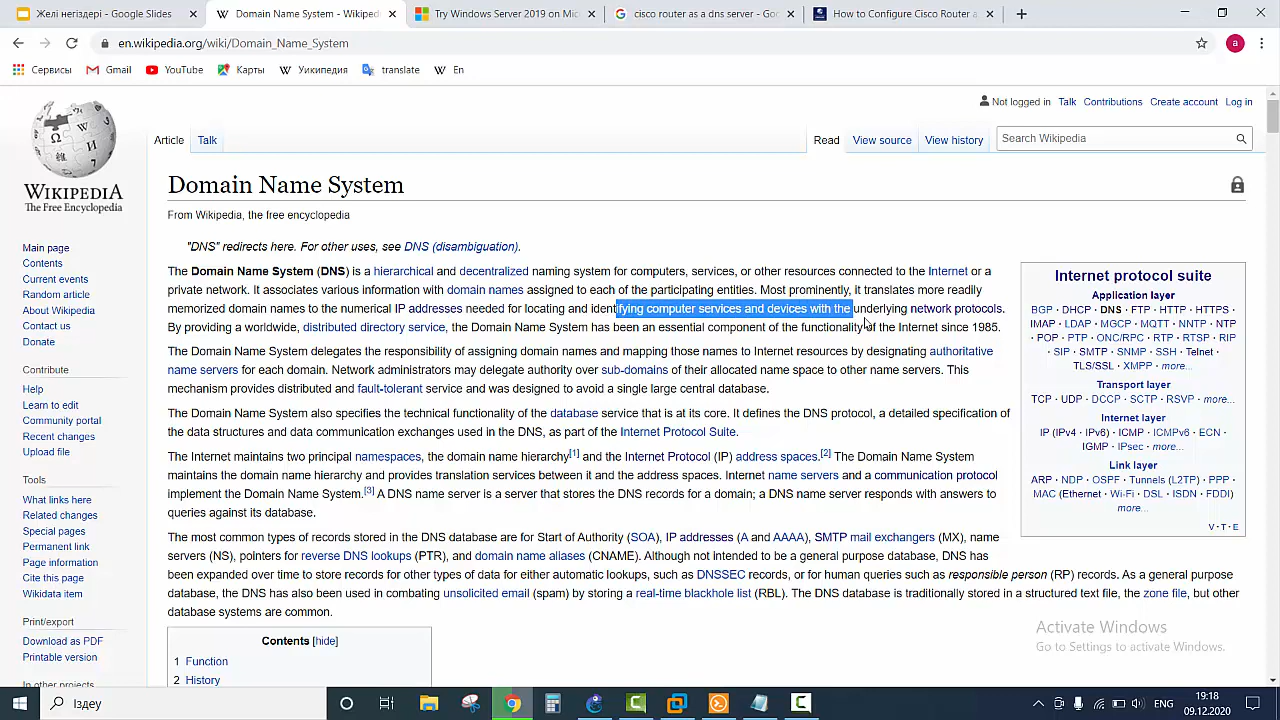 Желі негіздері - Google Slides
Domain Name System - Wikiped
Try Windows Server 2019 on Mic
cisco router as a dns server - Goo
How to Configure Cisco Router a
en.wikipedia.org/wiki/Domain_Name_System
Сервисы Gmail YouTube Карты Уикипедия translate En
Not logged in Talk Contributions Create account Log in
Article Talk Read View source View history Search Wikipedia
WIKIPEDIA
The Free Encyclopedia
Main page
Contents
Current events
Random article
About Wikipedia
Contact us
Donate
Contribute
Help
Learn to edit
Community portal
Recent changes
Upload file
Tools
What links here
Related changes
Special pages
Permanent link
Page information
Cite this page
Wikidata item
Print/export
Download as PDF
Printable version
In other projects
Domain Name System
From Wikipedia, the free encyclopedia
"DNS" redirects here. For other uses, see DNS (disambiguation).
The Domain Name System (DNS) is a hierarchical and decentralized naming system for computers, services, or other resources connected to the Internet or a
private network. It associates various information with domain names assigned to each of the participating entities. Most prominently, it translates more readily
memorized domain names to the numerical IP addresses needed for locating and identifying computer services and devices with the underlying network protocols.
By providing a worldwide, distributed directory service, the Domain Name System has been an essential component of the functionality of the Internet since 1985.
The Domain Name System delegates the responsibility of assigning domain names and mapping those names to Internet resources by designating authoritative
name servers for each domain. Network administrators may delegate authority over sub-domains of their allocated name space to other name servers. This
mechanism provides distributed and fault-tolerant service and was designed to avoid a single large central database.
The Domain Name System also specifies the technical functionality of the database service that is at its core. It defines the DNS protocol, a detailed specification of
the data structures and data communication exchanges used in the DNS, as part of the Internet Protocol Suite.
The Internet maintains two principal namespaces, the domain name hierarchy[1] and the Internet Protocol (IP) address spaces.[2] The Domain Name System
maintains the domain name hierarchy and provides translation services between it and the address spaces. Internet name servers and a communication protocol
implement the Domain Name System.[3] A DNS name server is a server that stores the DNS records for a domain; a DNS name server responds with answers to
queries against its database.
The most common types of records stored in the DNS database are for Start of Authority (SOA), IP addresses (A and AAAA), SMTP mail exchangers (MX), name
servers (NS), pointers for reverse DNS lookups (PTR), and domain name aliases (CNAME). Although not intended to be a general purpose database, DNS has
been expanded over time to store records for other types of data for either automatic lookups, such as DNSSEC records, or for human queries such as responsible person (RP) records. As a general purpose
database, the DNS has also been used in combating unsolicited email (spam) by storing a real-time blackhole list (RBL). The DNS database is traditionally stored in a structured text file, the zone file, but other
database systems are common.
Contents [hide]
1 Function
2 History
Internet protocol suite
Application layer
BGP · DHCP · DNS · FTP · HTTP · HTTPS ·
IMAP · LDAP · MGCP · MQTT · NNTP · NTP
· POP · PTP · ONC/RPC · RTP · RTSP · RIP
· SIP · SMTP · SNMP · SSH · Telnet ·
TLS/SSL · XMPP · more...
Transport layer
TCP · UDP · DCCP · SCTP · RSVP · more...
Internet layer
IP (IPv4 · IPv6) · ICMP · ICMPv6 · ECN ·
IGMP · IPsec · more...
Link layer
ARP · NDP · OSPF · Tunnels (L2TP) · PPP ·
MAC (Ethernet · Wi-Fi · DSL · ISDN · FDDI)
more...
V · T · E
Activate Windows
Go to Settings to activate Windows.
Іздеу
ENG
19:18
09.12.2020